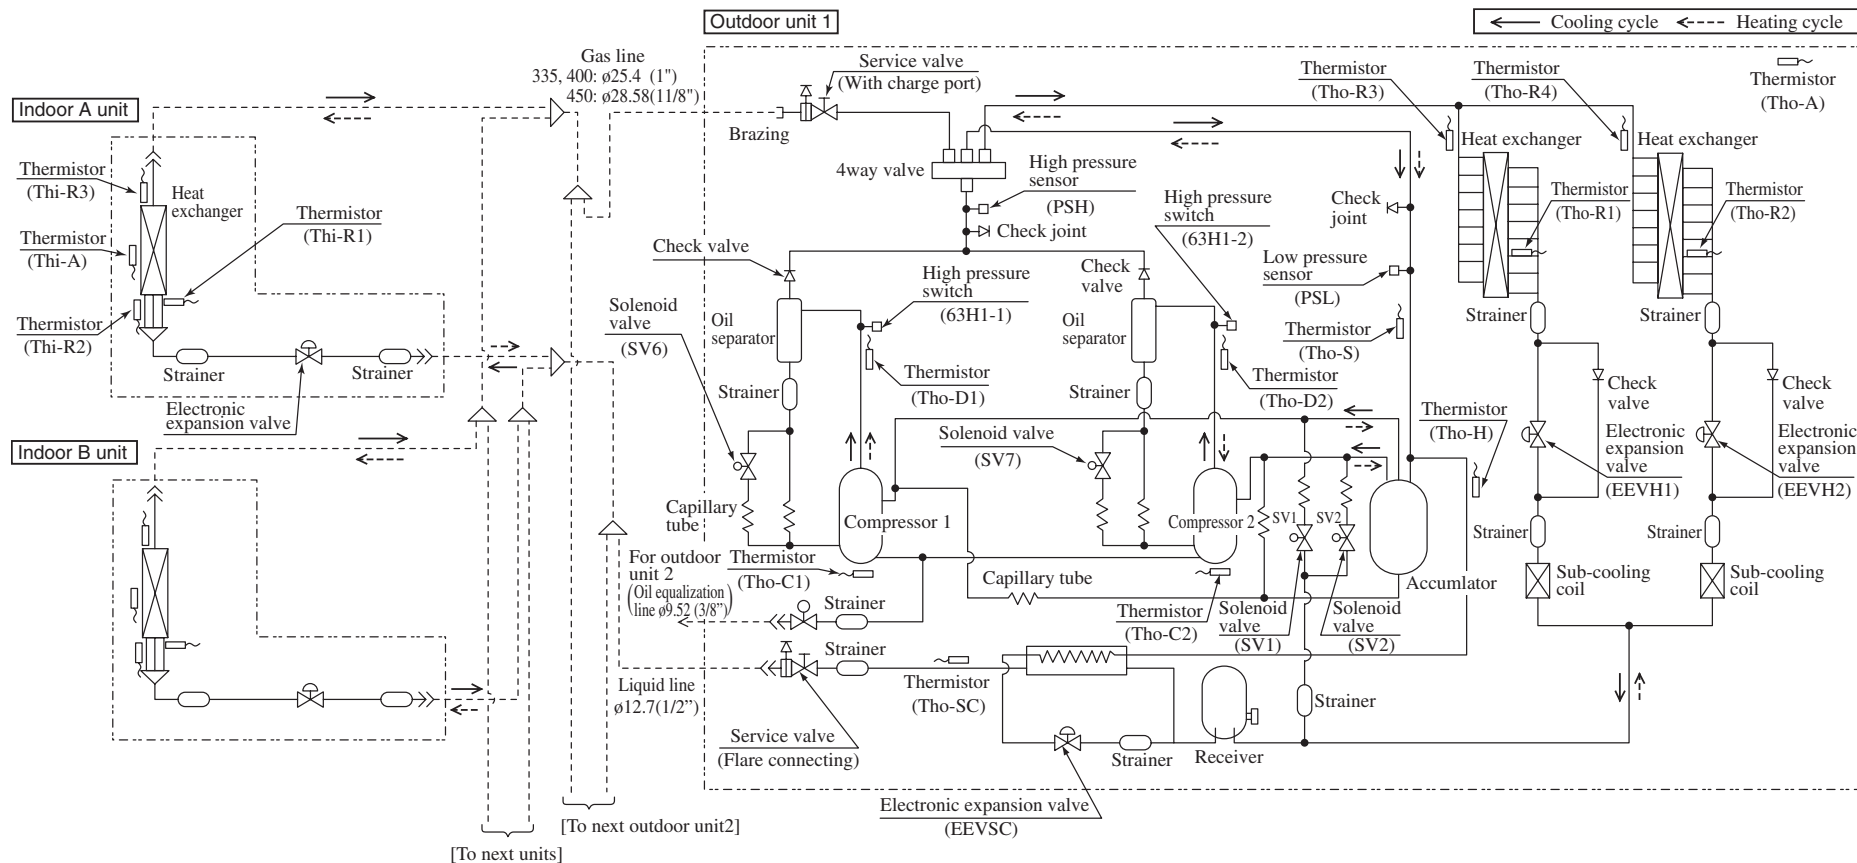 Outdoor unit 1
Cooling cycle
Heating cycle
Gas line
335, 400: ø25.4 (1")
450: ø28.58(11/8")
Service valve
(With charge port)
Thermistor
(Tho-R3)
Thermistor
(Tho-R4)
Thermistor
(Tho-A)
Indoor A unit
Brazing
Heat exchanger
Heat exchanger
Thermistor
(Thi-R3)
Heat
exchanger
4way valve
High pressure
sensor
(PSH)
High pressure
switch
(63H1-2)
Check
joint
Thermistor
(Tho-R1)
Thermistor
(Tho-R2)
Thermistor
(Thi-R1)
Thermistor
(Thi-A)
Check valve
Check joint
Check
valve
Low pressure
sensor
(PSL)
High pressure
switch
(63H1-1)
Solenoid
valve
(SV6)
Oil
separator
Oil
separator
Thermistor
(Tho-S)
Strainer
Strainer
Thermistor
(Thi-R2)
Strainer
Strainer
Thermistor
(Tho-D1)
Thermistor
(Tho-D2)
Strainer
Strainer
Check
valve
Check
valve
Electronic
expansion valve
Thermistor
(Tho-H)
Electronic
expansion
valve
(EEVH1)
Electronic
expansion
valve
(EEVH2)
Indoor B unit
Solenoid valve
(SV7)
Capillary
tube
Compressor 1
Compressor 2
SV1
SV2
Strainer
Strainer
For outdoor
unit 2
(Oil equalization
line ø9.52 (3/8”))
Thermistor
(Tho-C1)
Capillary tube
Accumlator
Sub-cooling
coil
Sub-cooling
coil
Strainer
Thermistor
(Tho-C2)
Solenoid
valve
(SV1)
Solenoid
valve
(SV2)
Strainer
Liquid line
ø12.7(1/2”)
Thermistor
(Tho-SC)
Strainer
Service valve
(Flare connecting)
Strainer
Receiver
Electronic expansion valve
(EEVSC)
[To next outdoor unit2]
[To next units]